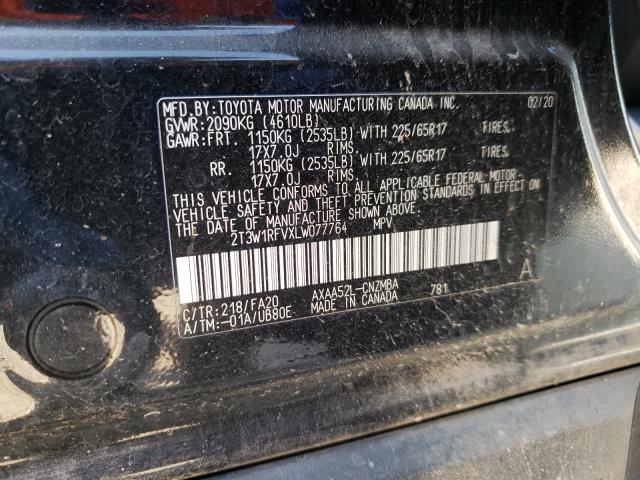 MFD.BY:TOYOTA MOTOR MANUFACTURING CANADA INC. 02/20
GVWR:2090KG (4610LB)
GAWR:FRT. 1150KG (2535LB) WITH 225/65R17 TIRES.
17X7.0J RIMS.
RR. 1150KG (2535LB) WITH 225/65R17 TIRES.
17X7.0J RIMS.
THIS VEHICLE CONFORMS TO ALL APPLICABLE FEDERAL MOTOR
VEHICLE SAFETY AND THEFT PREVENTION STANDARDS IN EFFECT ON
THE DATE OF MANUFACTURE SHOWN ABOVE.
2T3W1RFVXLW077764 MPV
A
C/TR:218/FA20 AXAA52L-CNZMBA 781
A/TM:-01A/U680E MADE IN CANADA